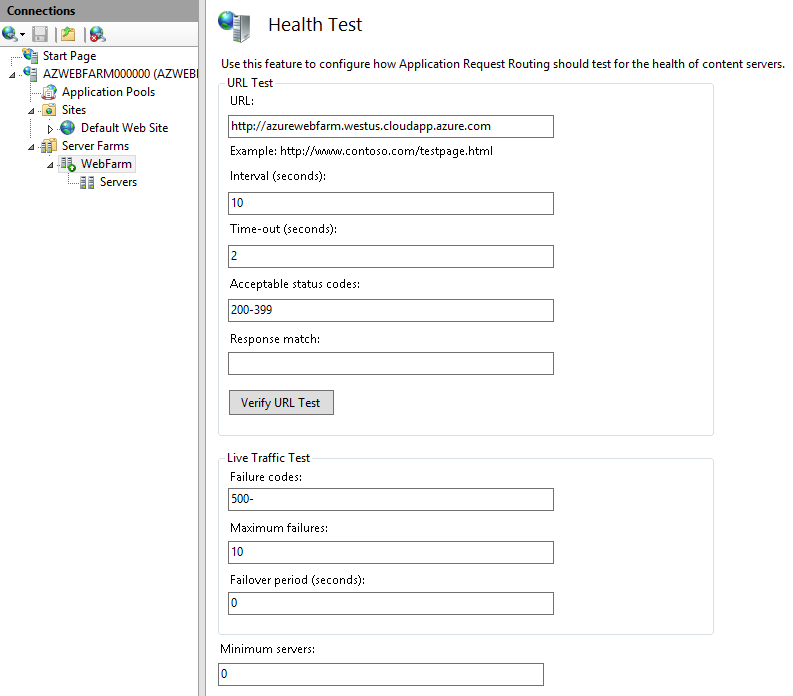 Connections
Start Page
AZWEBFARM000000 (AZWEB
Application Pools
Sites
Default Web Site
Server Farms
WebFarm
Servers
Health Test
Use this feature to configure how Application Request Routing should test for the health of content servers.
URL Test
URL:
http://azurewebfarm.westus.cloudapp.azure.com
Example: http://www.contoso.com/testpage.html
Interval (seconds):
10
Time-out (seconds):
2
Acceptable status codes:
200-399
Response match:
Verify URL Test
Live Traffic Test
Failure codes:
500-
Maximum failures:
10
Failover period (seconds):
0
Minimum servers:
0